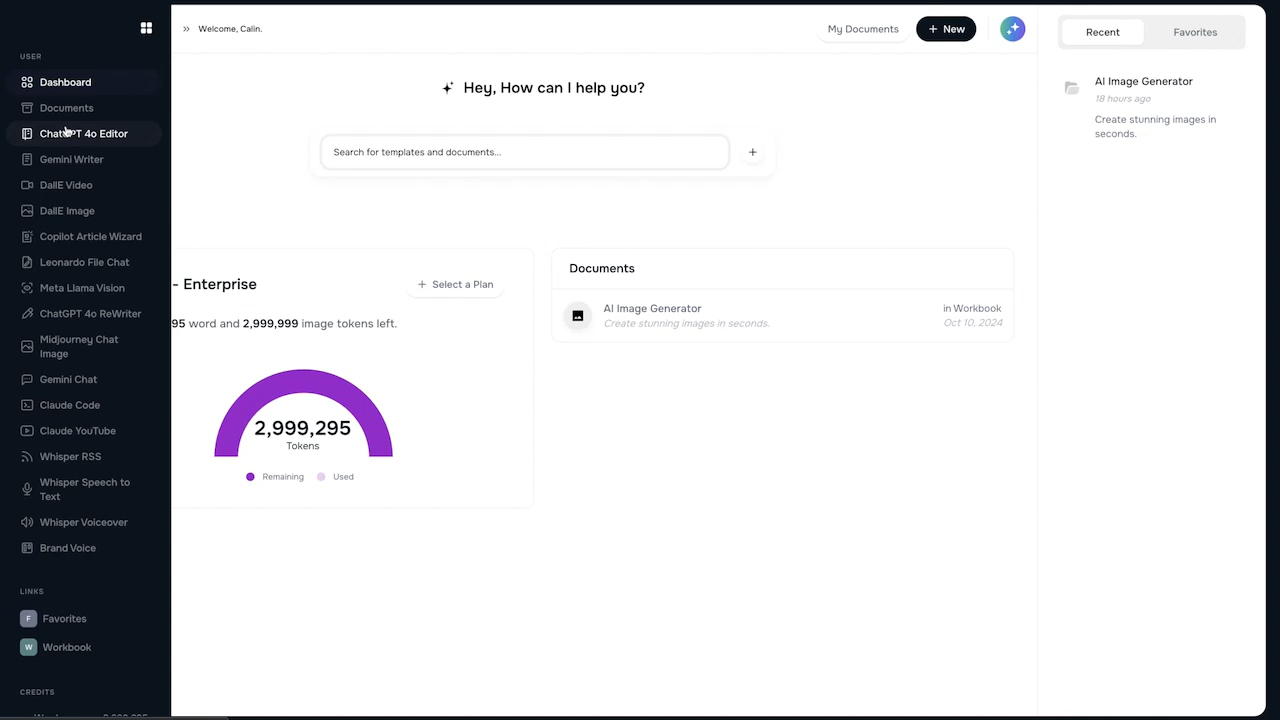 USER
Dashboard
Documents
ChatGPT 4o Editor
Gemini Writer
DallE Video
DallE Image
Copilot Article Wizard
Leonardo File Chat
Meta Llama Vision
ChatGPT 4o ReWriter
Midjourney Chat
Image
Gemini Chat
Claude Code
Claude YouTube
Whisper RSS
Whisper Speech to
Text
Whisper Voiceover
Brand Voice
LINKS
F Favorites
W Workbook
CREDITS
Welcome, Calin.
My Documents
+ New
Hey, How can I help you?
Search for templates and documents...
+
- Enterprise
+ Select a Plan
95 word and 2,999,999 image tokens left.
2,999,295
Tokens
Remaining Used
Documents
AI Image Generator
in Workbook
Create stunning images in seconds.
Oct 10, 2024
Recent
Favorites
AI Image Generator
18 hours ago
Create stunning images in
seconds.